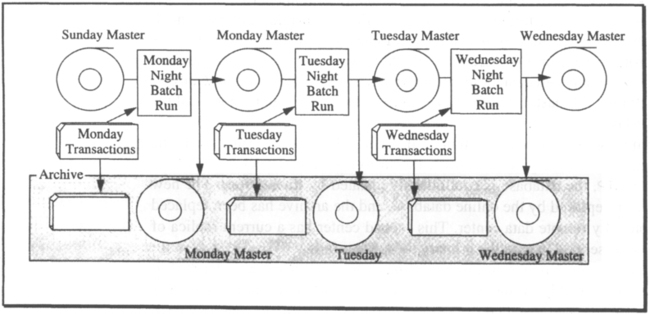 Sunday Master Monday Master Tuesday Master Wednesday Master
Monday Night Batch Run
Tuesday Night Batch Run
Wednesday Night Batch Run
Monday Transactions
Tuesday Transactions
Wednesday Transactions
Archive
Monday Master Tuesday Wednesday Master